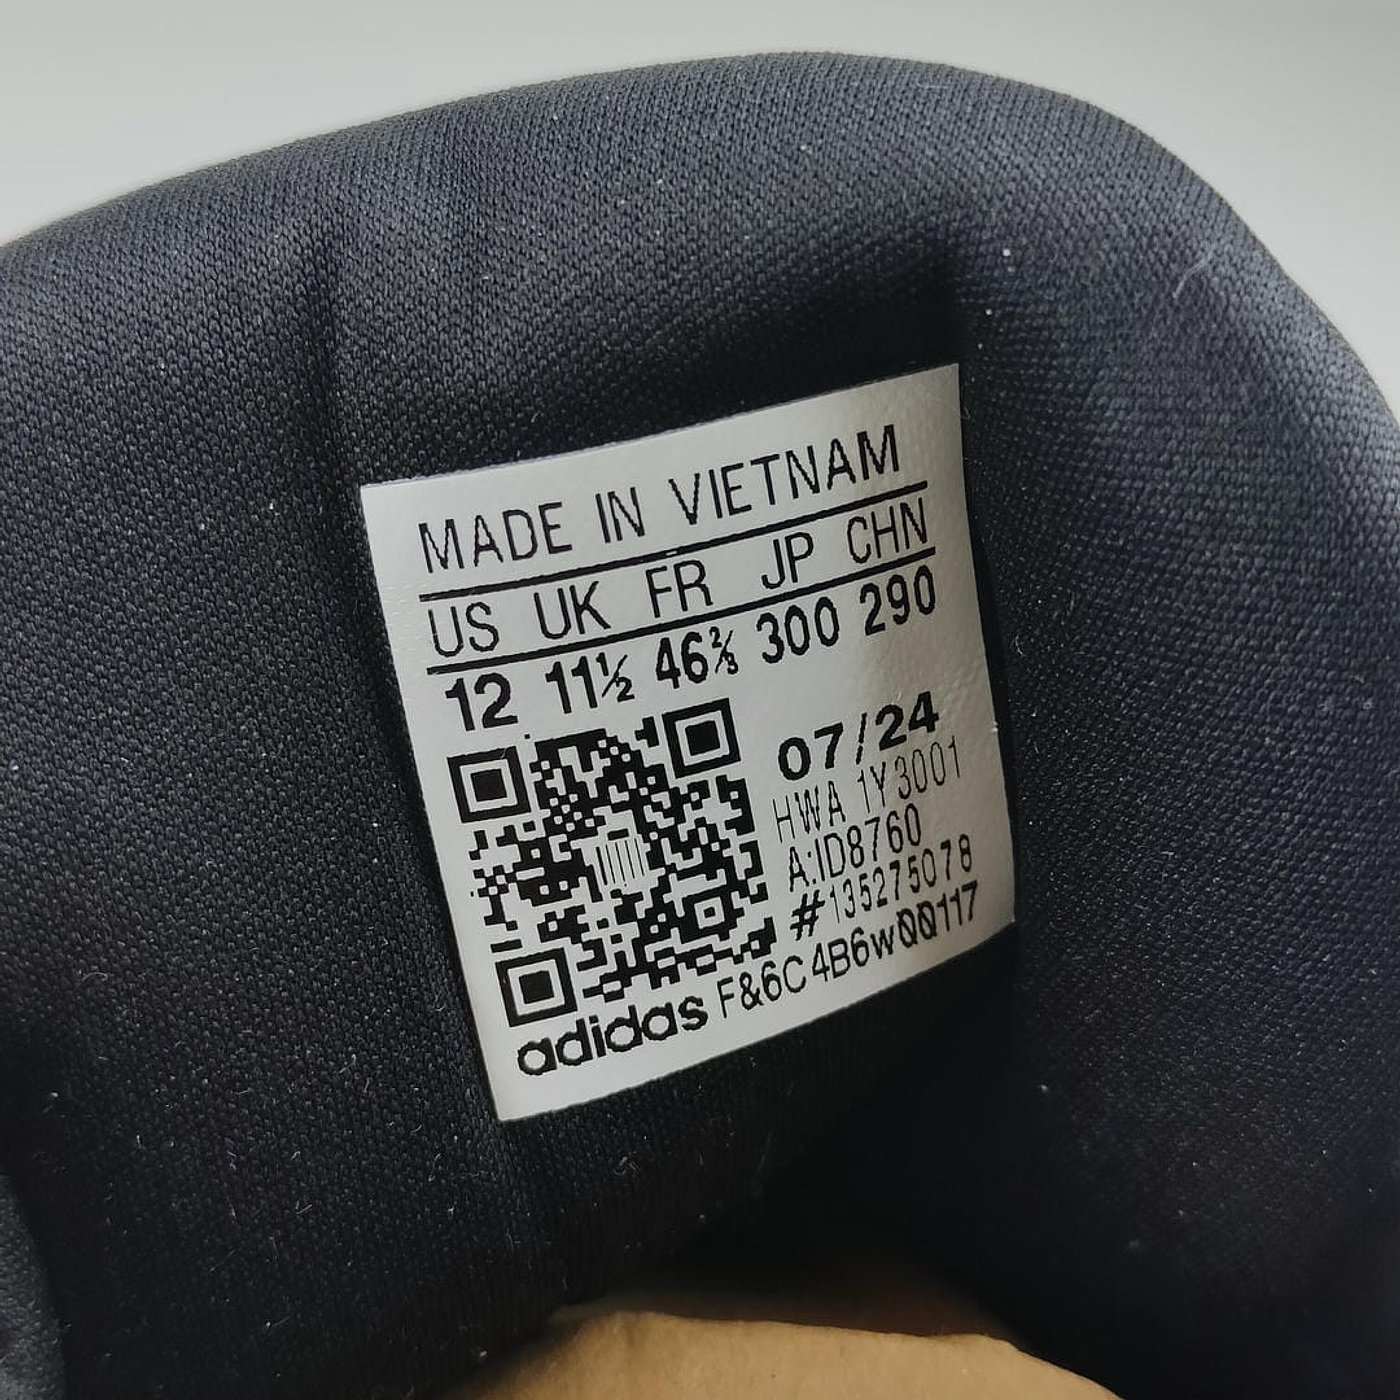 MADE IN VIETNAM
US UK FR JP CHN
12 11½ 46⅔ 300 290
07/24
HWA 1Y3001
A:ID8760
#135275078
adidas F&6C4B6w00117